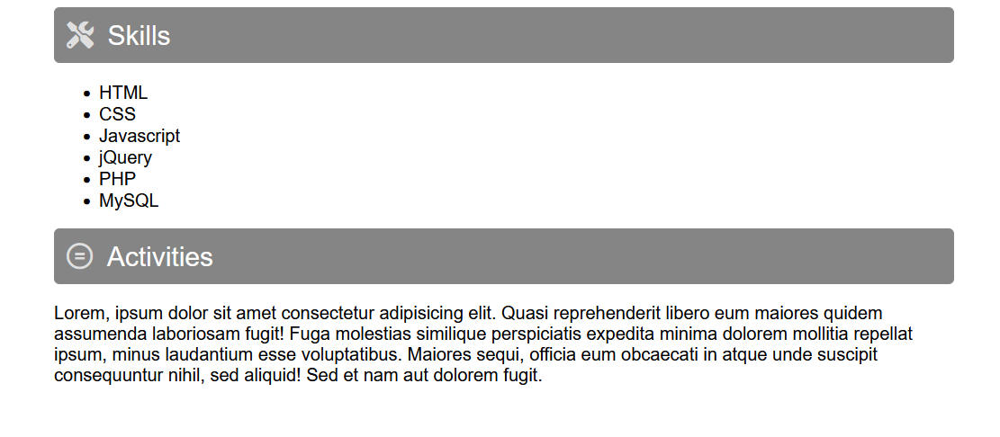 Skills
HTML
CSS
Javascript
jQuery
PHP
MySQL
Activities
Lorem, ipsum dolor sit amet consectetur adipisicing elit. Quasi reprehenderit libero eum maiores quidem
assumenda laboriosam fugit! Fuga molestias similique perspiciatis expedita minima dolorem mollitia repellat
ipsum, minus laudantium esse voluptatibus. Maiores sequi, officia eum obcaecati in atque unde suscipit
consequuntur nihil, sed aliquid! Sed et nam aut dolorem fugit.